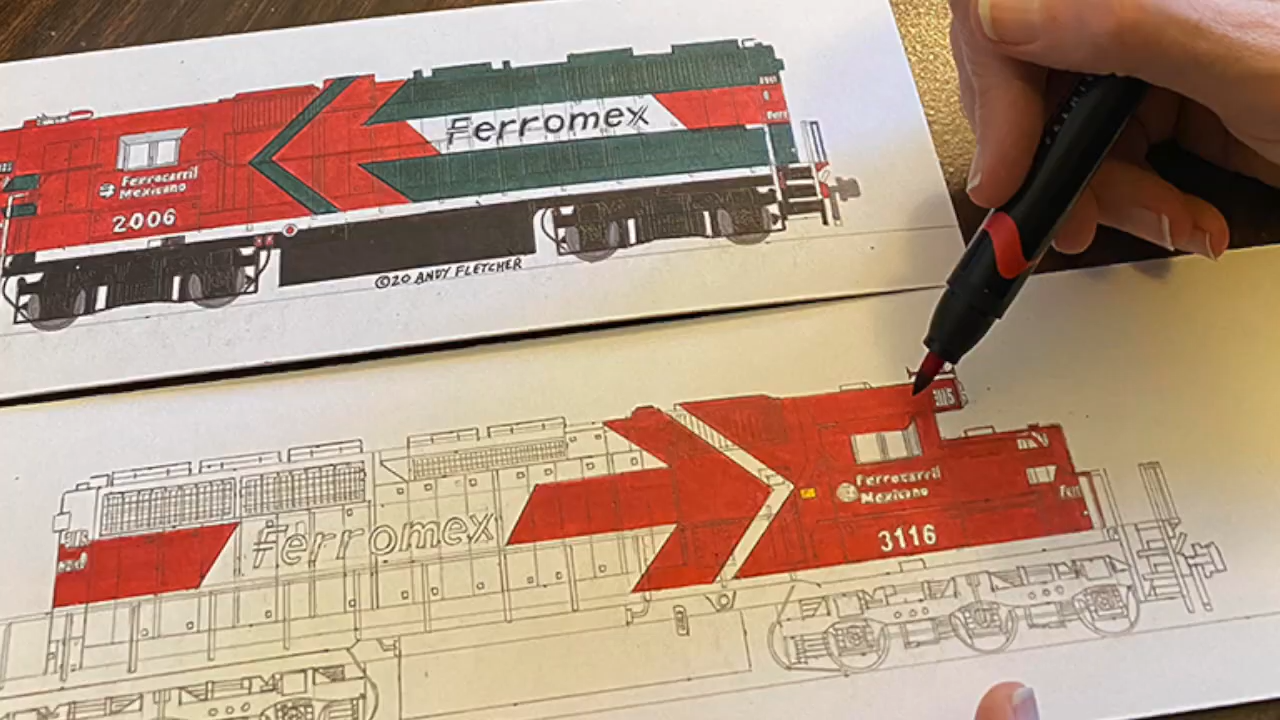 Ferromex
Ferrocarril
Mexicano
2006
©20 ANDY FLETCHER
Ferromex
Ferrocarril
Mexicano
3116